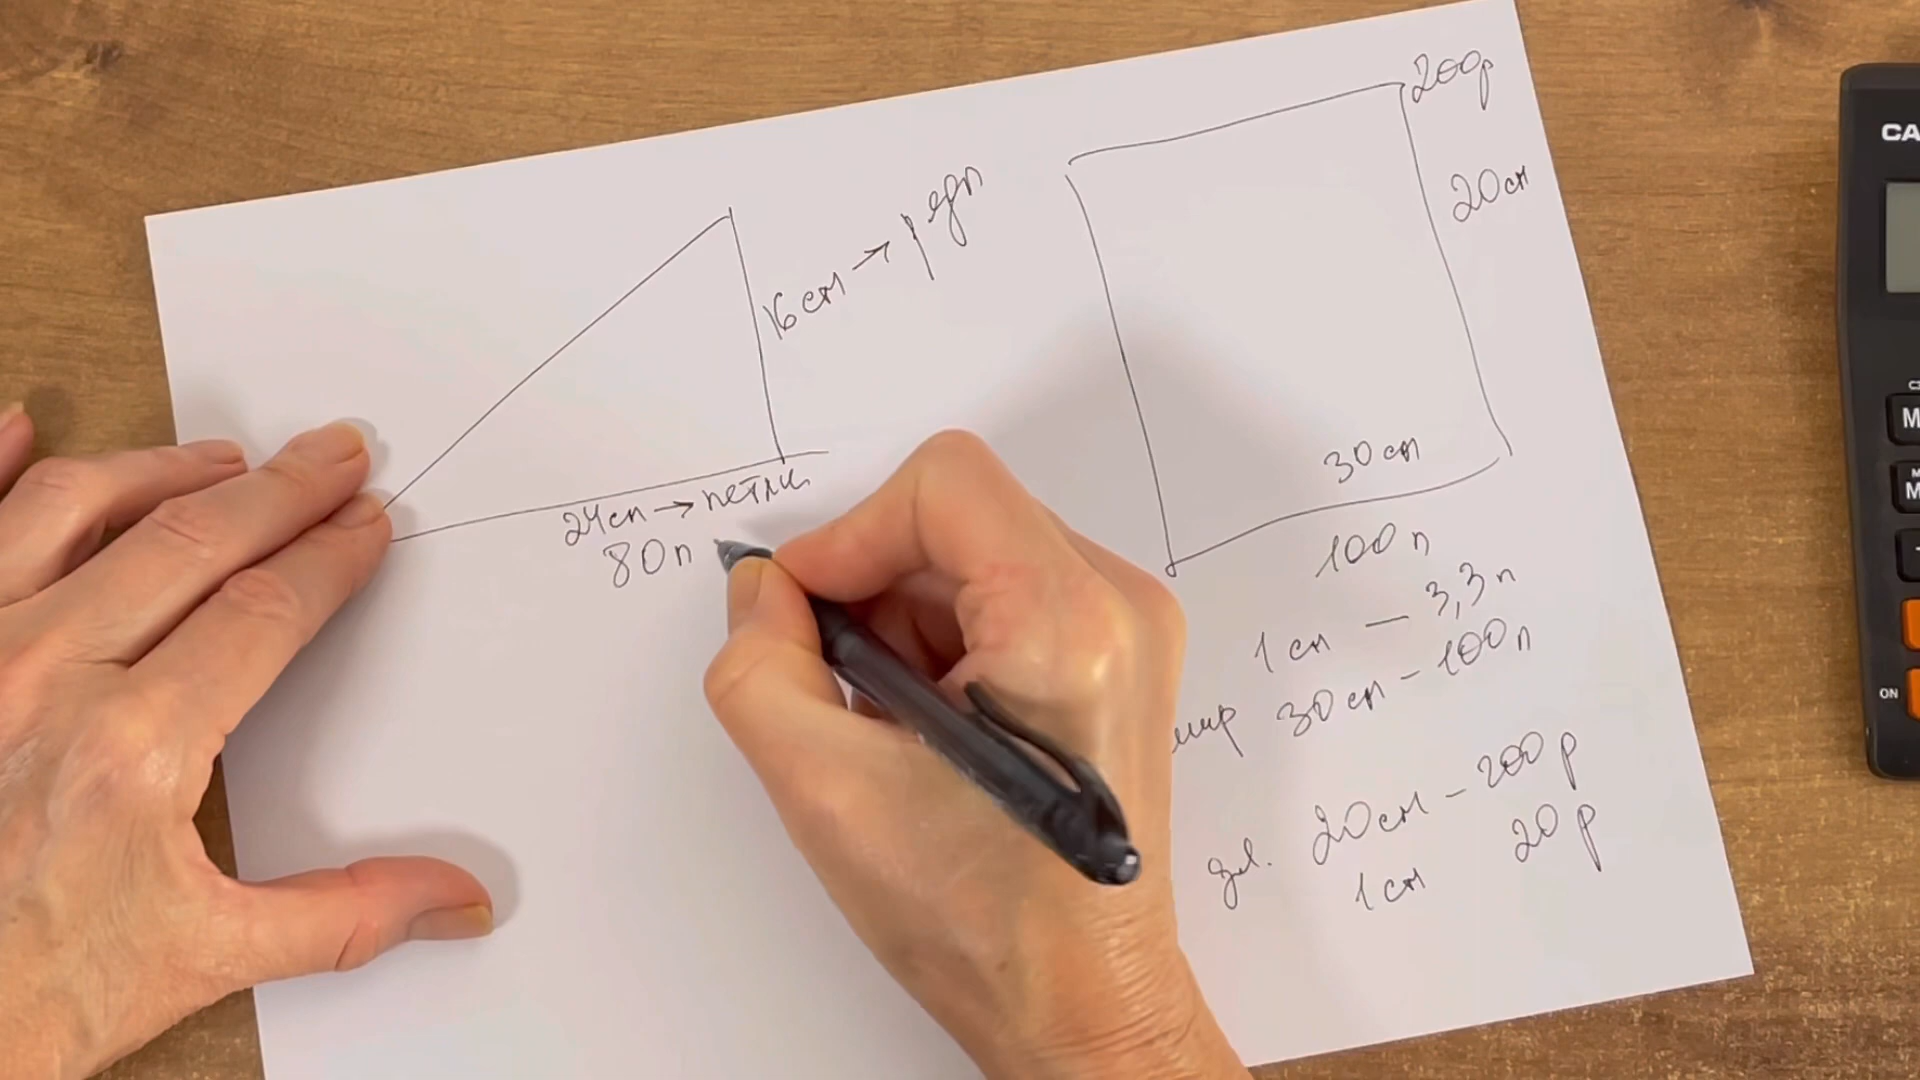 16см → ряд
24см → петли
80п
200р
20см
30см
100п
1см — 3,3п
шир 30см - 100п
дл. 20см - 200р
1см 20р
CA
M
M
ON